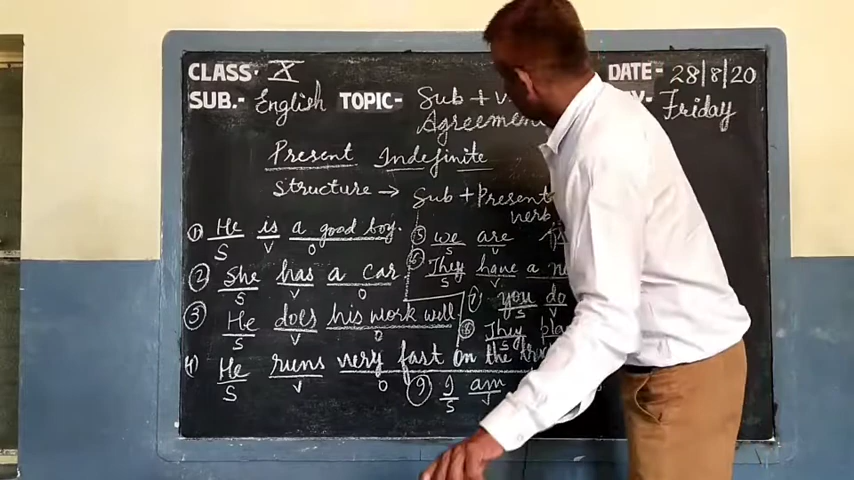 CLASS:- X
DATE:- 28/8/20
SUB.:- English
TOPIC:- Sub + V
Agreement
Friday
Present Indefinite
Structure → Sub + Present
verb
① He is a good boy.
S V O
② She has a car
S V O
③ He does his work well
S V O
④ He runs very fast on the
S V O
⑤ we are
S V
⑥ They have a
S V
⑦ you do
S V
⑧ They
S
⑨ I am
S V